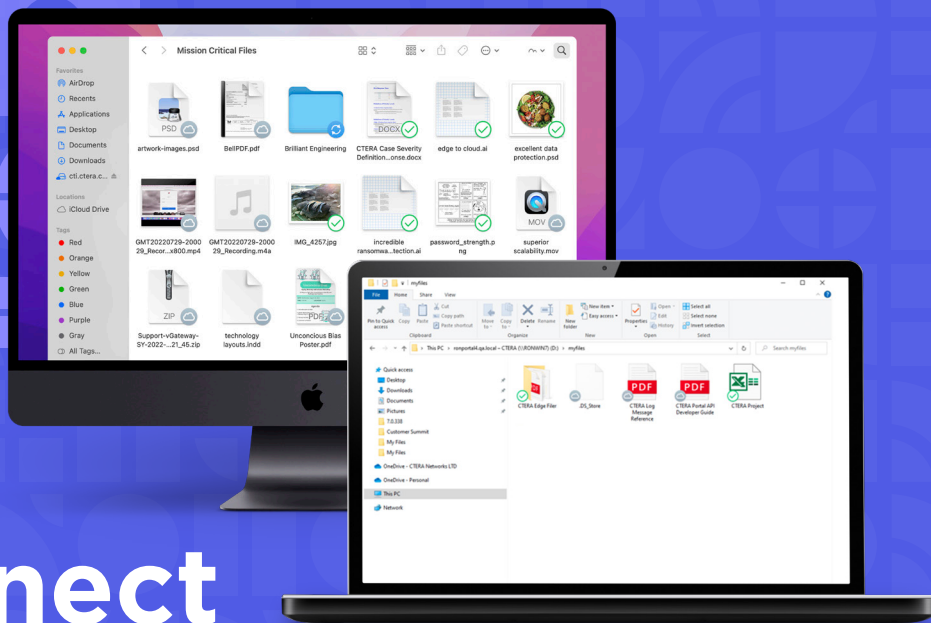 Mission Critical Files
Favorites
AirDrop
Recents
Applications
Desktop
Documents
Downloads
cti.ctera.c...
Locations
iCloud Drive
Tags
Red
Orange
Yellow
Green
Blue
Purple
Gray
All Tags...
PSD
DOCX
artwork-images.psd
BellPDF.pdf
Brilliant Engineering
CTERA Case Severity
Definition...onse.docx
edge to cloud.ai
excellent data
protection.psd
MOV
GMT20220729-2000
29_Recor...x800.mp4
GMT20220729-2000
29_Recording.m4a
IMG_4257.jpg
incredible
ransomwa...tection.ai
password_strength.p
ng
superior
scalability.mov
ZIP
PDF
Support-vGateway-
SY-2022-...21_45.zip
technology
layouts.indd
Unconcious Bias
Poster.pdf
myfiles
File
Home
Share
View
Pin to Quick
access
Copy
Paste
Cut
Copy path
Paste shortcut
Move
to
Copy
to
Delete
Rename
New
folder
New item
Easy access
Properties
Open
Edit
History
Select all
Select none
Invert selection
Clipboard
Organize
New
Open
Select
This PC > ronportal4.qa.local - CTERA (\\RONWIN7) (D:) > myfiles
Search myfiles
Quick access
Desktop
Downloads
Documents
Pictures
7.0.338
Customer Summit
My Files
My Files
OneDrive - CTERA Networks LTD
OneDrive - Personal
This PC
Network
PDF
PDF
CTERA Edge Filer
.DS_Store
CTERA Log
Message
Reference
CTERA Portal API
Developer Guide
CTERA Project
nect